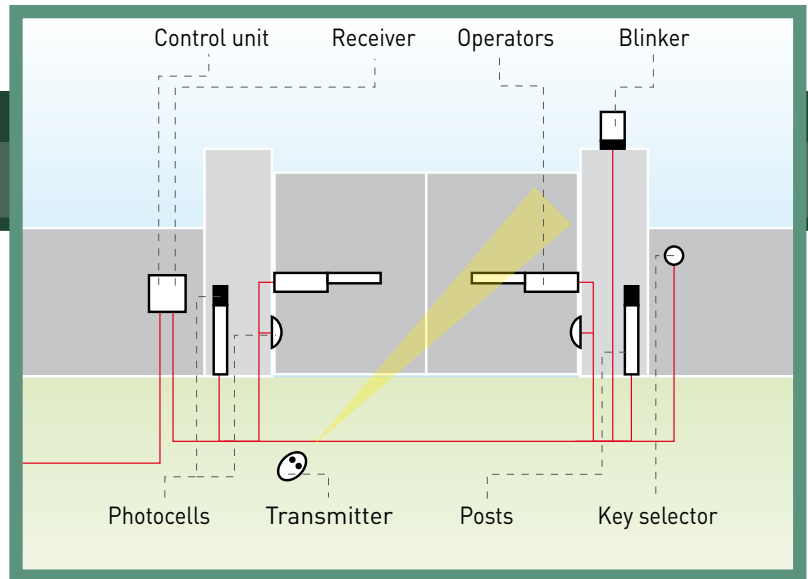 Control unit
Receiver
Operators
Blinker
Photocells
Transmitter
Posts
Key selector